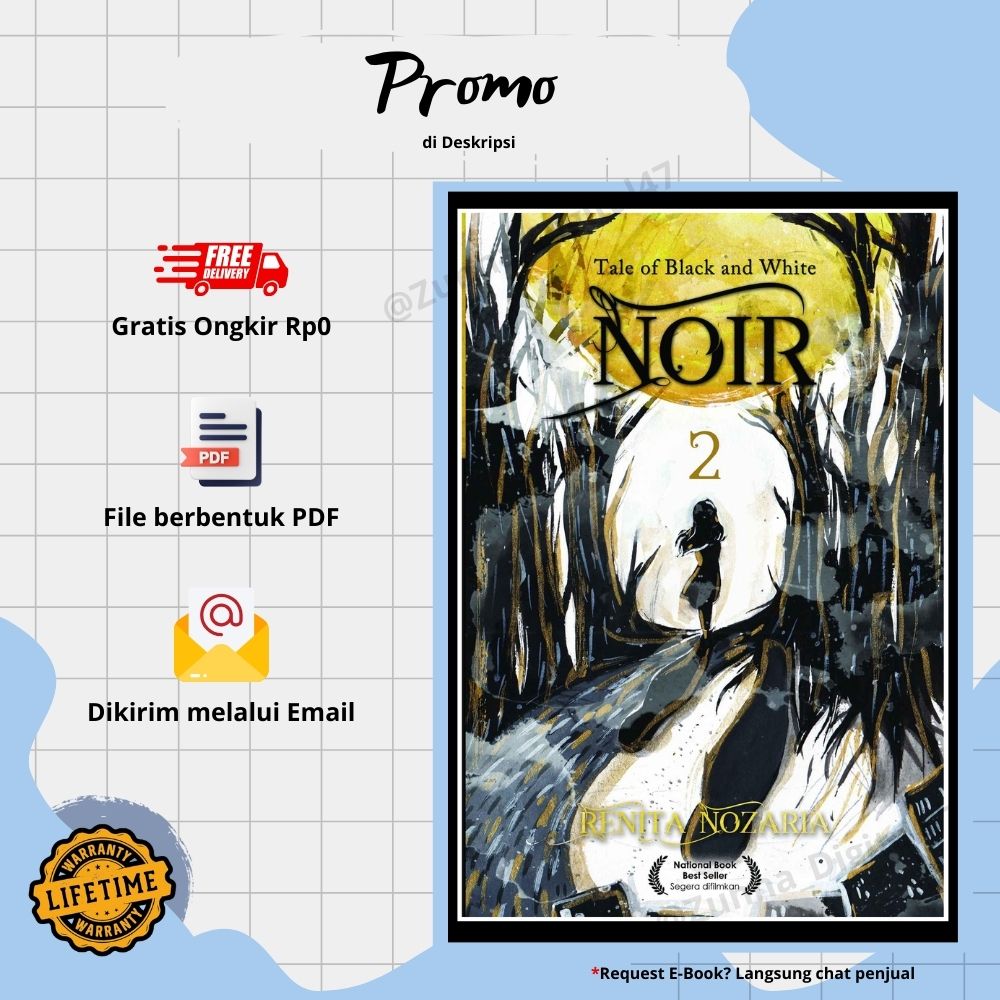 Promo
di Deskripsi
FREE
DELIVERY
Gratis Ongkir Rp0
PDF
File berbentuk PDF
@
Dikirim melalui Email
WARRANTY
LIFETIME
WARRANTY
Tale of Black and White
NOIR
2
RENITA NOZARIA
National Book
Best Seller
Segera difilmkan
*Request E-Book? Langsung chat penjual